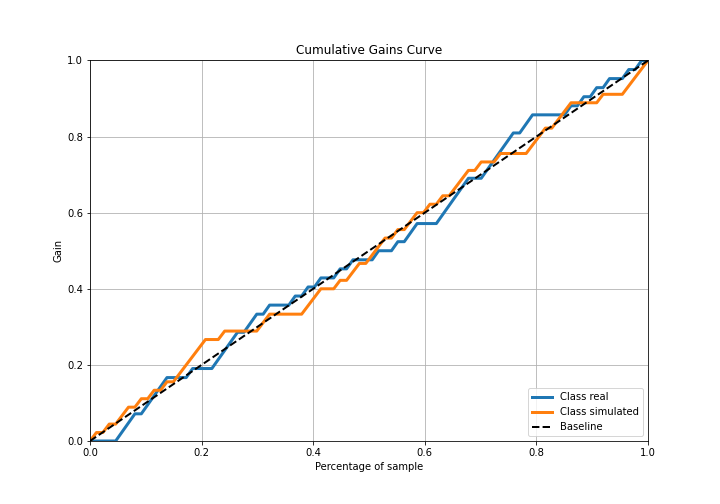 Cumulative Gains Curve
Gain
1.0
0.8
0.6
0.4
0.2
0.0
0.0 0.2 0.4 0.6 0.8 1.0
Percentage of sample
Class real
Class simulated
Baseline